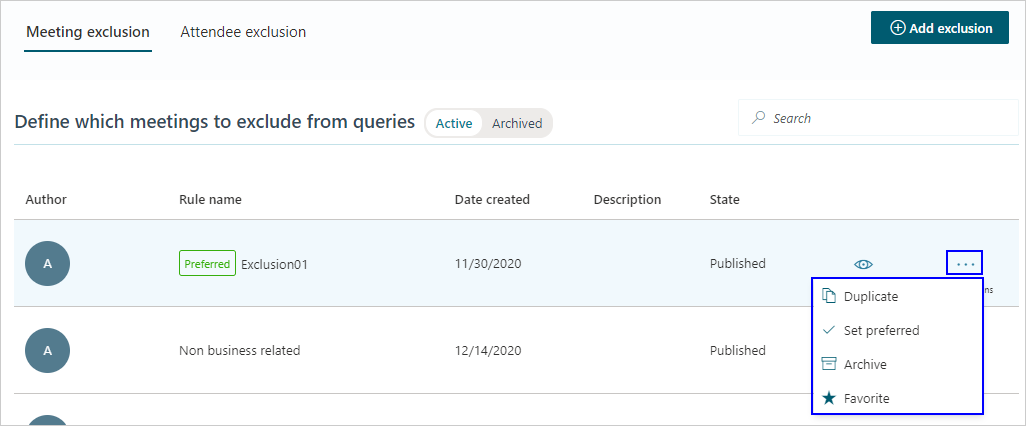 Meeting exclusion Attendee exclusion Add exclusion
Define which meetings to exclude from queries Active Archived Search
Author Rule name Date created Description State
A Preferred Exclusion01 11/30/2020 Published ...
Duplicate
Set preferred
A Non business related 12/14/2020 Published
Archive
Favorite